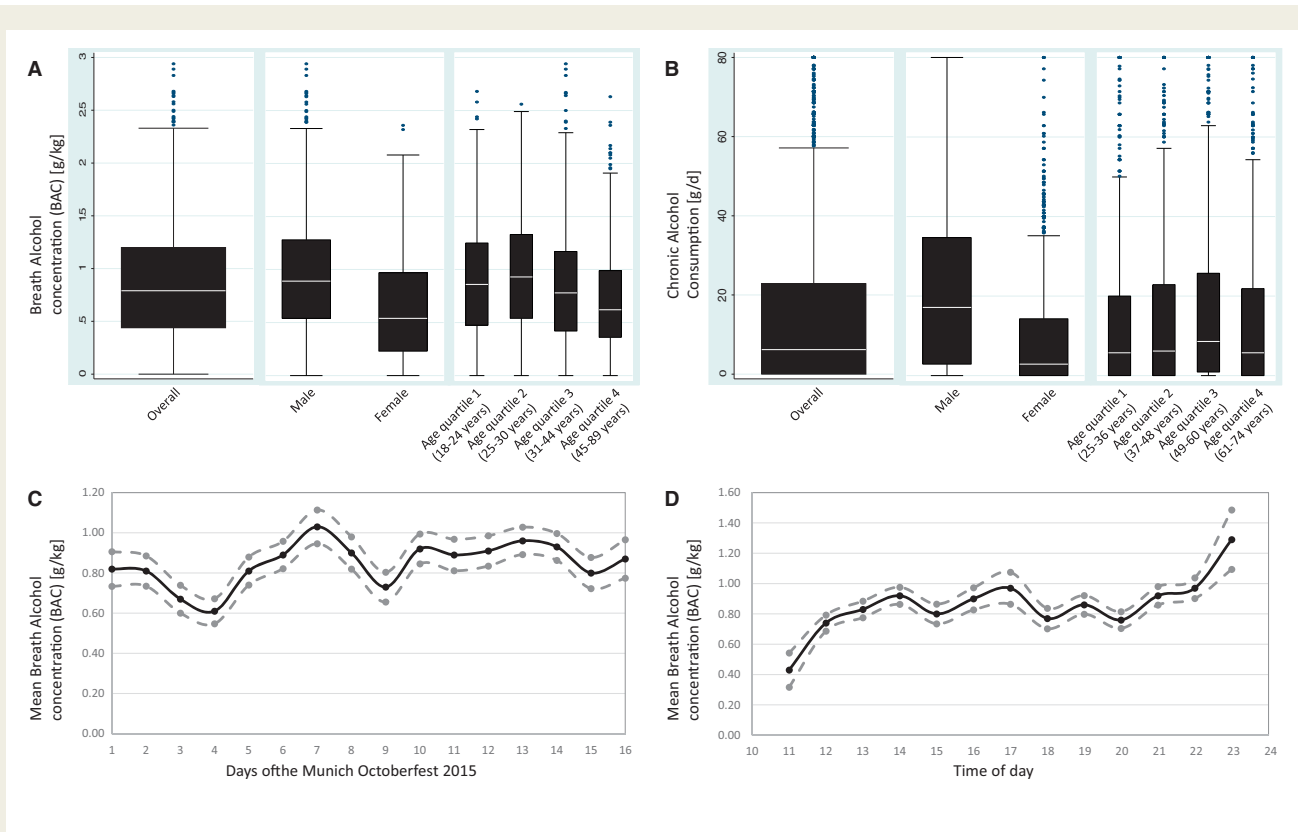 A
Breath Alcohol
concentration (BAC) [g/kg]
3
2.5
2
1.5
1
.5
0
Overall
Male
Female
Age quartile 1
(18-24 years)
Age quartile 2
(25-30 years)
Age quartile 3
(31-44 years)
Age quartile 4
(45-89 years)
B
Chronic Alcohol
Consumption [g/d]
80
60
40
20
0
Overall
Male
Female
Age quartile 1
(25-36 years)
Age quartile 2
(37-48 years)
Age quartile 3
(49-60 years)
Age quartile 4
(61-74 years)
C
Mean Breath Alcohol
concentration (BAC) [g/kg]
1.20
1.00
0.80
0.60
0.40
0.20
0.00
1 2 3 4 5 6 7 8 9 10 11 12 13 14 15 16
Days ofthe Munich Octoberfest 2015
D
Mean Breath Alcohol
concentration (BAC) [g/kg]
1.60
1.40
1.20
1.00
0.80
0.60
0.40
0.20
0.00
10 11 12 13 14 15 16 17 18 19 20 21 22 23 24
Time of day